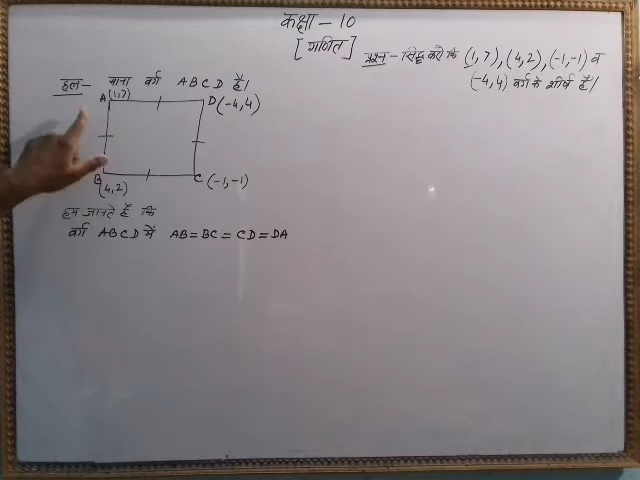 कक्षा - 10
[गणित]
प्रश्न - सिद्ध करो कि (1,7), (4,2), (-1,-1) व
(-4,4) वर्ग के शीर्ष हैं।
हल - माना वर्ग ABCD है।
A (1,7)
D (-4,4)
B (4,2)
C (-1,-1)
हम जानते हैं कि
वर्ग ABCD में AB = BC = CD = DA